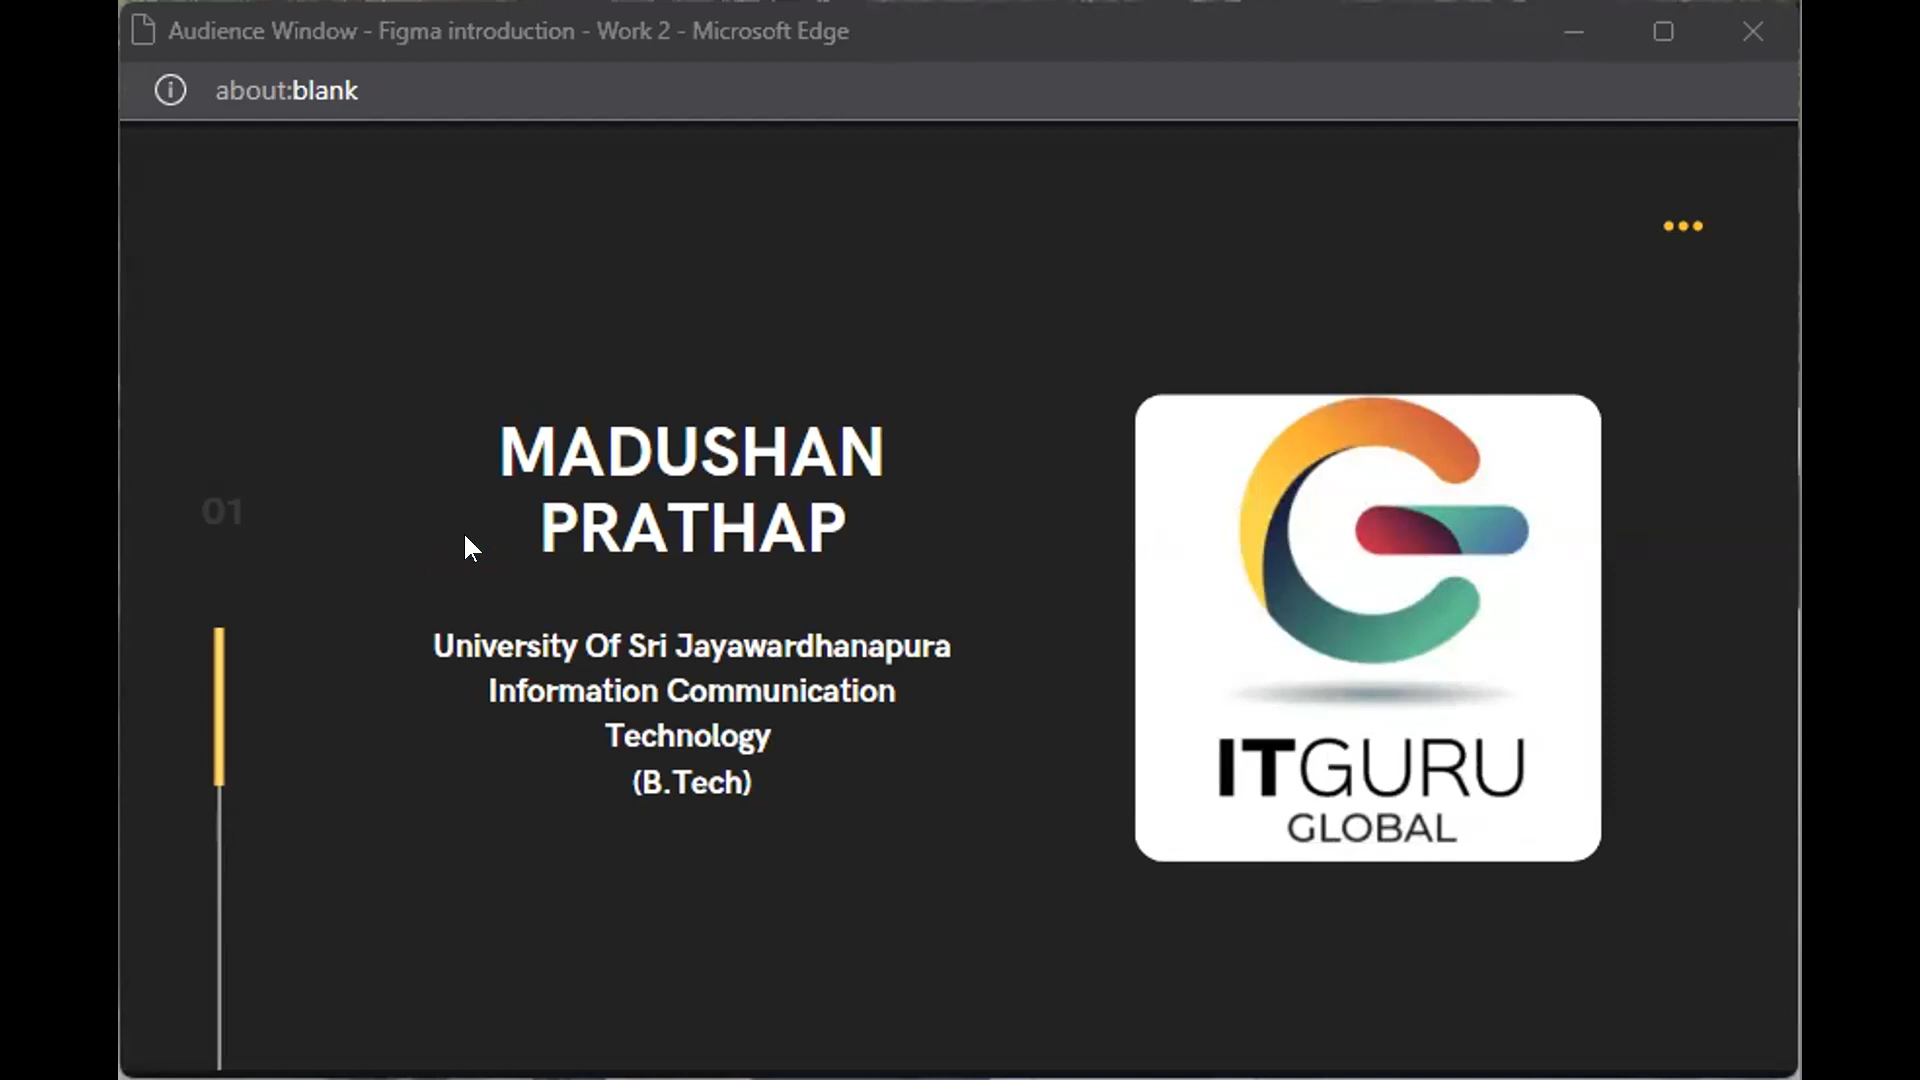 Audience Window - Figma introduction - Work 2 - Microsoft Edge
about:blank
01
MADUSHAN
PRATHAP
University Of Sri Jayawardhanapura
Information Communication
Technology
(B.Tech)
ITGURU
GLOBAL